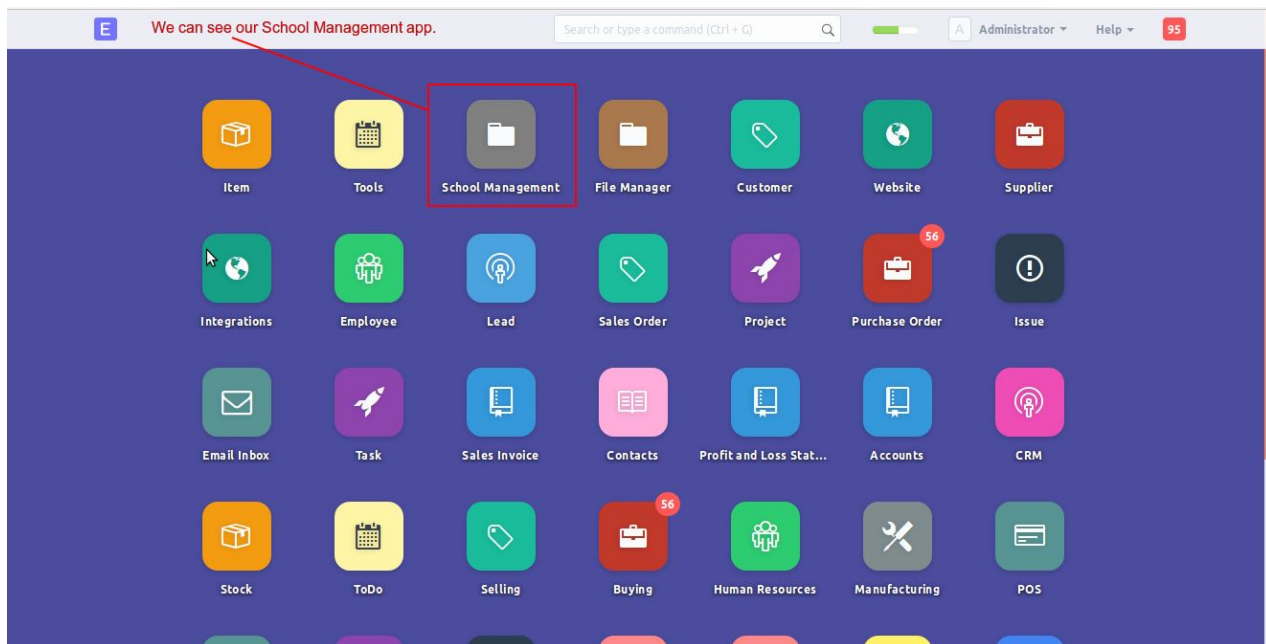 E We can see our School Management app. Search or type a command (Ctrl + G) A Administrator Help 95
Item Tools School Management File Manager Customer Website Supplier
56
Integrations Employee Lead Sales Order Project Purchase Order Issue
Email Inbox Task Sales Invoice Contacts Profit and Loss Stat... Accounts CRM
56
Stock ToDo Selling Buying Human Resources Manufacturing POS